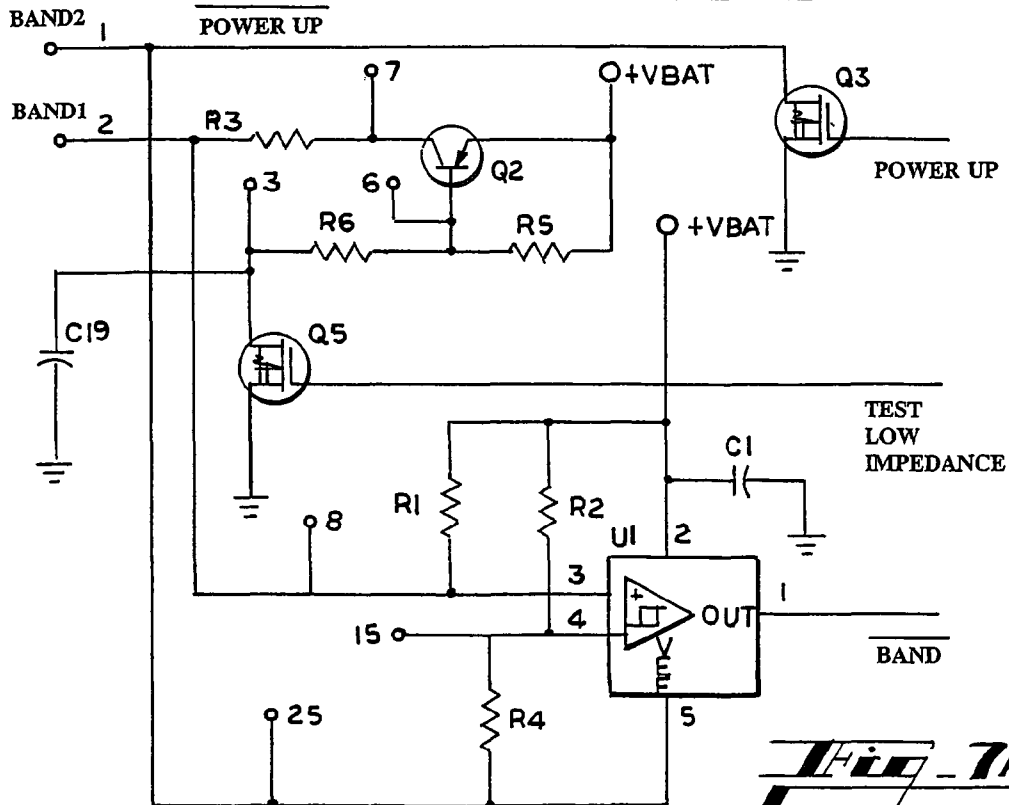 BAND2
1
POWER UP
7
+VBAT
Q3
BAND1
2
R3
Q2
POWER UP
3
6
R6
R5
+VBAT
C19
Q5
TEST
LOW
IMPEDANCE
C1
R1
R2
8
U1
2
3
+
OUT
1
4
15
VEE
BAND
5
R4
25